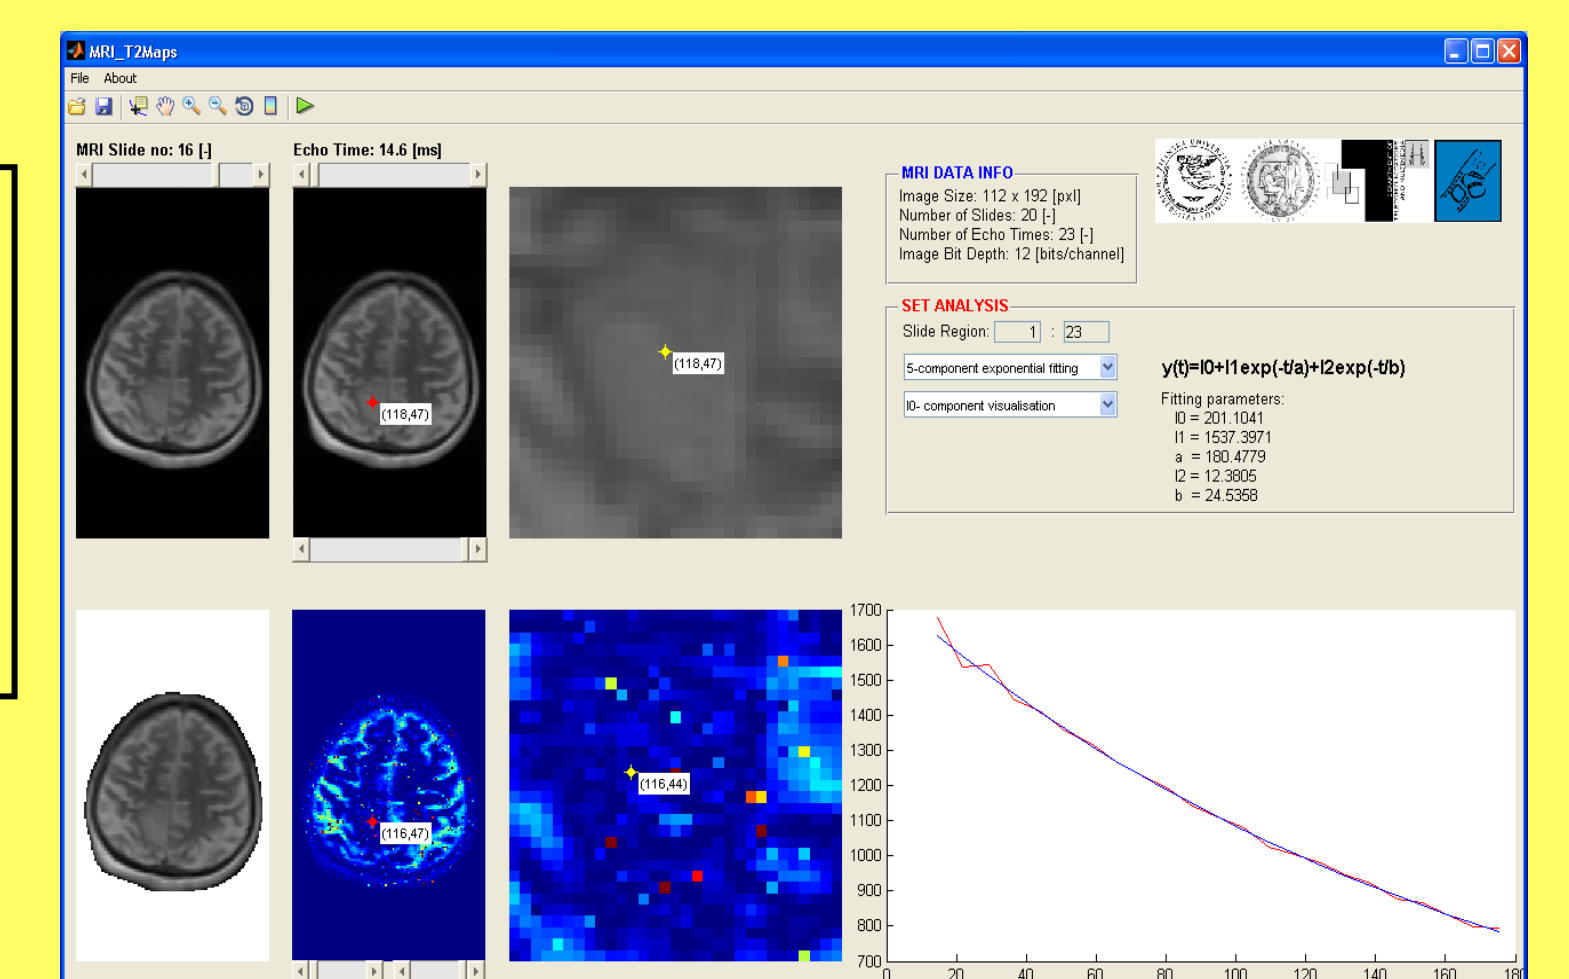 MRI_T2Maps
File About
MRI Slide no: 16 [-]
Echo Time: 14.6 [ms]
(118,47)
(118,47)
MRI DATA INFO
Image Size: 112 x 192 [pxl]
Number of Slides: 20 [-]
Number of Echo Times: 23 [-]
Image Bit Depth: 12 [bits/channel]
SET ANALYSIS
Slide Region: 1 : 23
5-component exponential fitting
I0- component visualisation
y(t)=I0+I1exp(-t/a)+I2exp(-t/b)
Fitting parameters:
I0 = 201.1041
I1 = 1537.3971
a = 180.4779
I2 = 12.3805
b = 24.5358
(116,47)
(116,44)
1700
1600
1500
1400
1300
1200
1100
1000
900
800
700
0 20 40 60 80 100 120 140 160 180